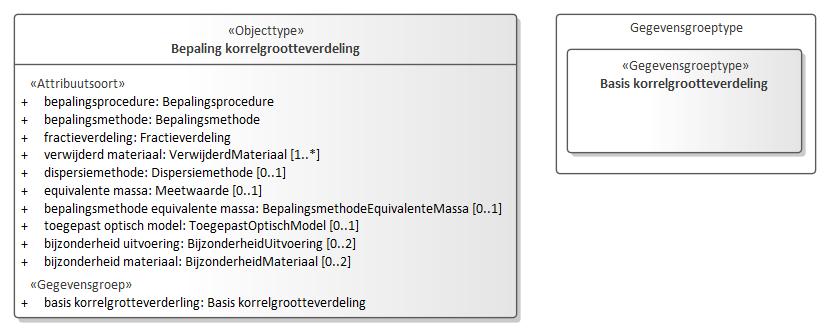 «Objecttype»
Bepaling korrelgrootteverdeling
«Attribuutsoort»
+ bepalingsprocedure: Bepalingsprocedure
+ bepalingsmethode: Bepalingsmethode
+ fractieverdeling: Fractieverdeling
+ verwijderd materiaal: VerwijderdMateriaal [1..*]
+ dispersiemethode: Dispersiemethode [0..1]
+ equivalente massa: Meetwaarde [0..1]
+ bepalingsmethode equivalente massa: BepalingsmethodeEquivalenteMassa [0..1]
+ toegepast optisch model: ToegepastOptischModel [0..1]
+ bijzonderheid uitvoering: BijzonderheidUitvoering [0..2]
+ bijzonderheid materiaal: BijzonderheidMateriaal [0..2]
«Gegevensgroep»
+ basis korrelgrotteverderling: Basis korrelgrootteverdeling
Gegevensgroeptype
«Gegevensgroeptype»
Basis korrelgrootteverdeling